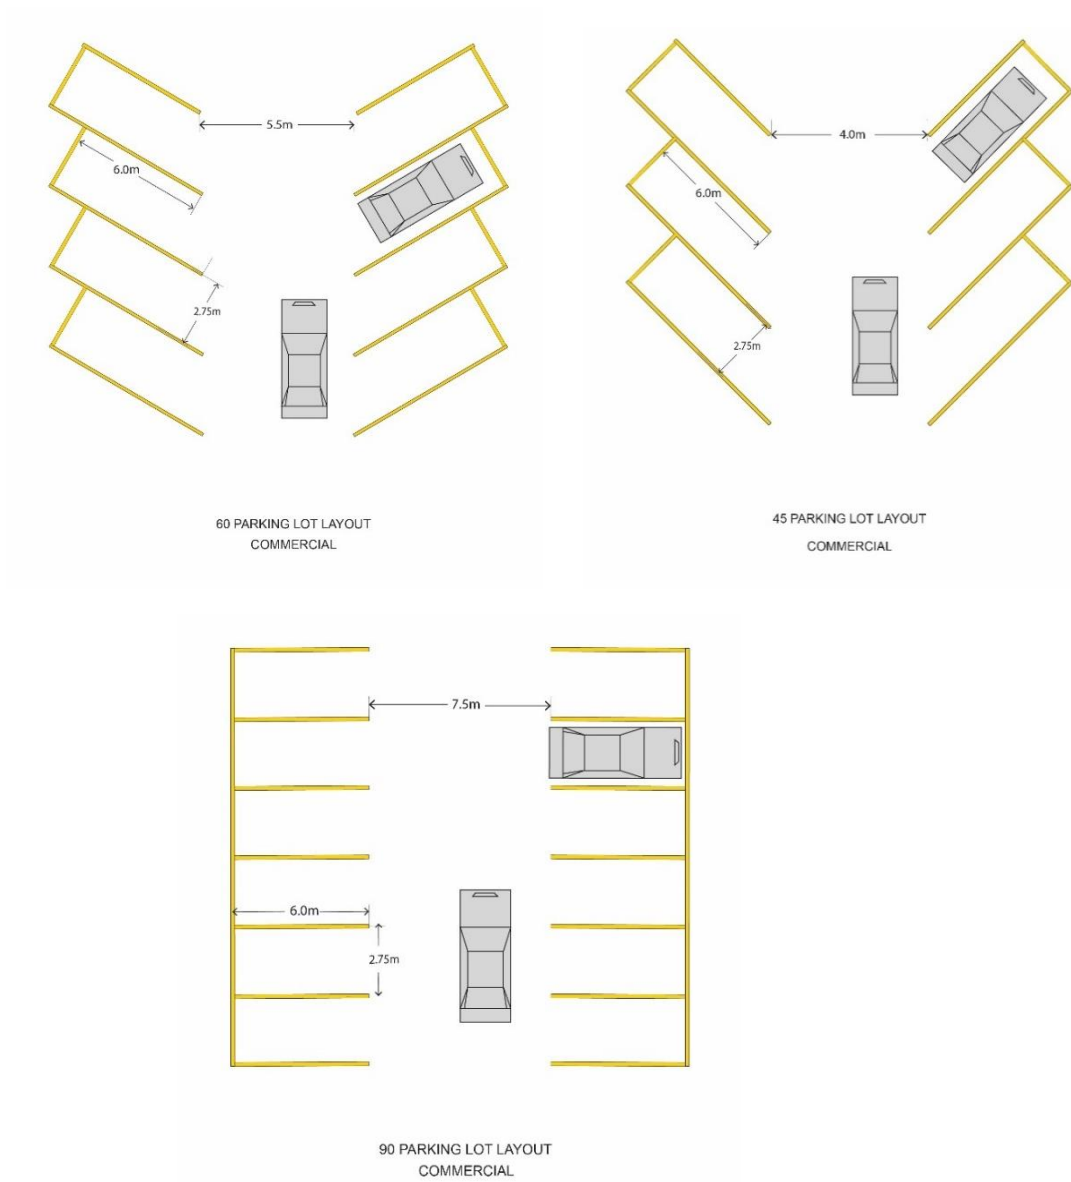 5.5m
6.0m
2.75m
60 PARKING LOT LAYOUT
COMMERCIAL
4.0m
6.0m
2.75m
45 PARKING LOT LAYOUT
COMMERCIAL
7.5m
6.0m
2.75m
90 PARKING LOT LAYOUT
COMMERCIAL